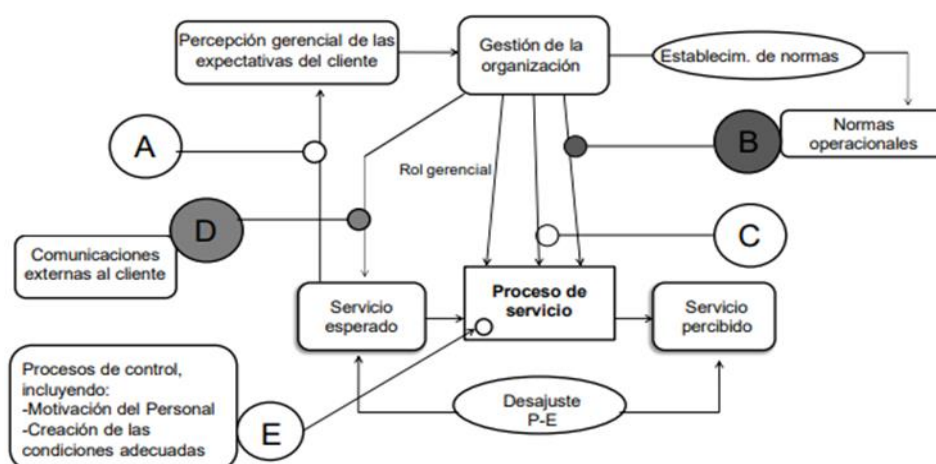 Percepción gerencial de las
expectativas del cliente
Gestión de la
organización
Establecim. de normas
A
B
Normas
operacionales
Rol gerencial
D
C
Comunicaciones
externas al cliente
Servicio
esperado
Proceso de
servicio
Servicio
percibido
Procesos de control,
incluyendo:
-Motivación del Personal
-Creación de las
condiciones adecuadas
E
Desajuste
P-E